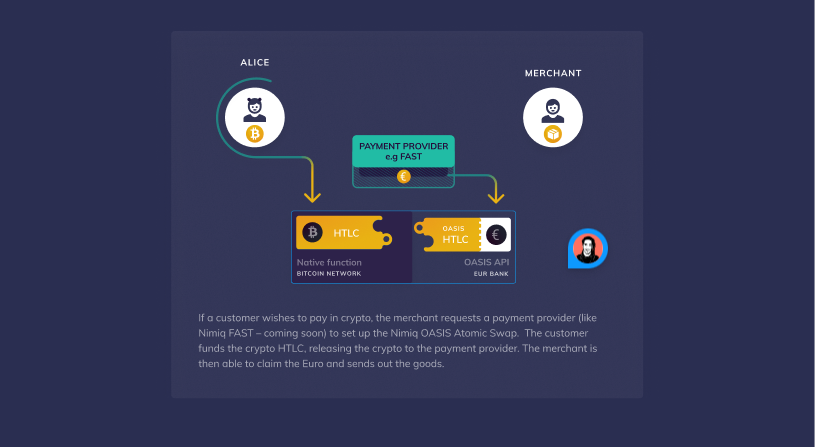 ALICE
MERCHANT
PAYMENT PROVIDER
e.g FAST
€
HTLC
OASIS
HTLC
€
Native function
BITCOIN NETWORK
OASIS API
EUR BANK
If a customer wishes to pay in crypto, the merchant requests a payment provider (like
Nimiq FAST – coming soon) to set up the Nimiq OASIS Atomic Swap. The customer
funds the crypto HTLC, releasing the crypto to the payment provider. The merchant is
then able to claim the Euro and sends out the goods.